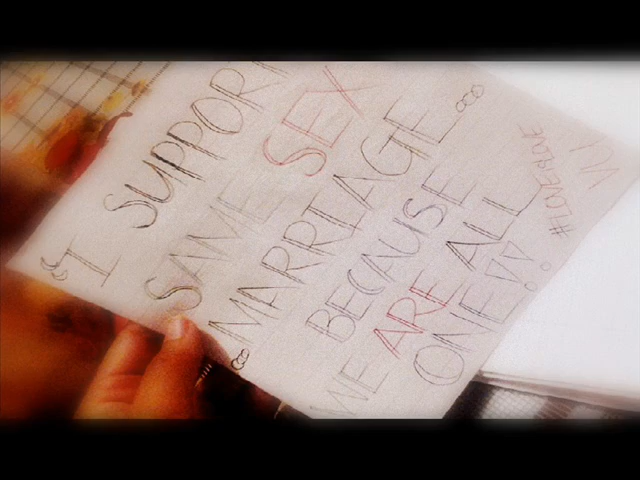 “I SUPPORT
SAME SEX
...MARRIAGE...
BECAUSE
WE ARE ALL
ONE!!
#LOVEISLOVE